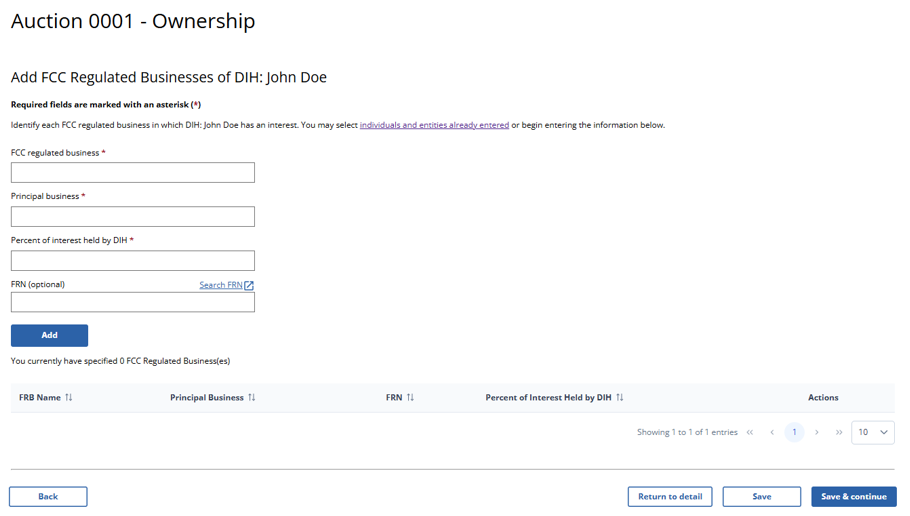 Auction 0001 - Ownership
Add FCC Regulated Businesses of DIH: John Doe
Required fields are marked with an asterisk (*)
Identify each FCC regulated business in which DIH: John Doe has an interest. You may select individuals and entities already entered or begin entering the information below.
FCC regulated business *
Principal business *
Percent of interest held by DIH *
FRN (optional) Search FRN
Add
You currently have specified 0 FCC Regulated Business(es)
FRB Name Principal Business FRN Percent of Interest Held by DIH Actions
Showing 1 to 1 of 1 entries « ‹ 1 › » 10
Back Return to detail Save Save & continue